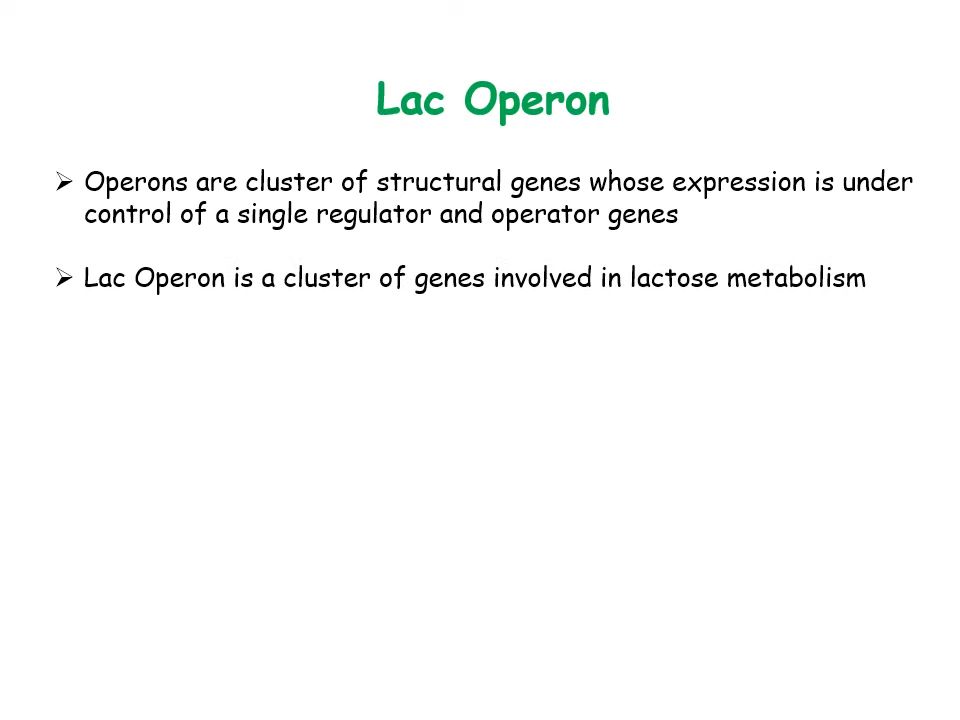 Lac Operon
➢ Operons are cluster of structural genes whose expression is under
control of a single regulator and operator genes
➢ Lac Operon is a cluster of genes involved in lactose metabolism